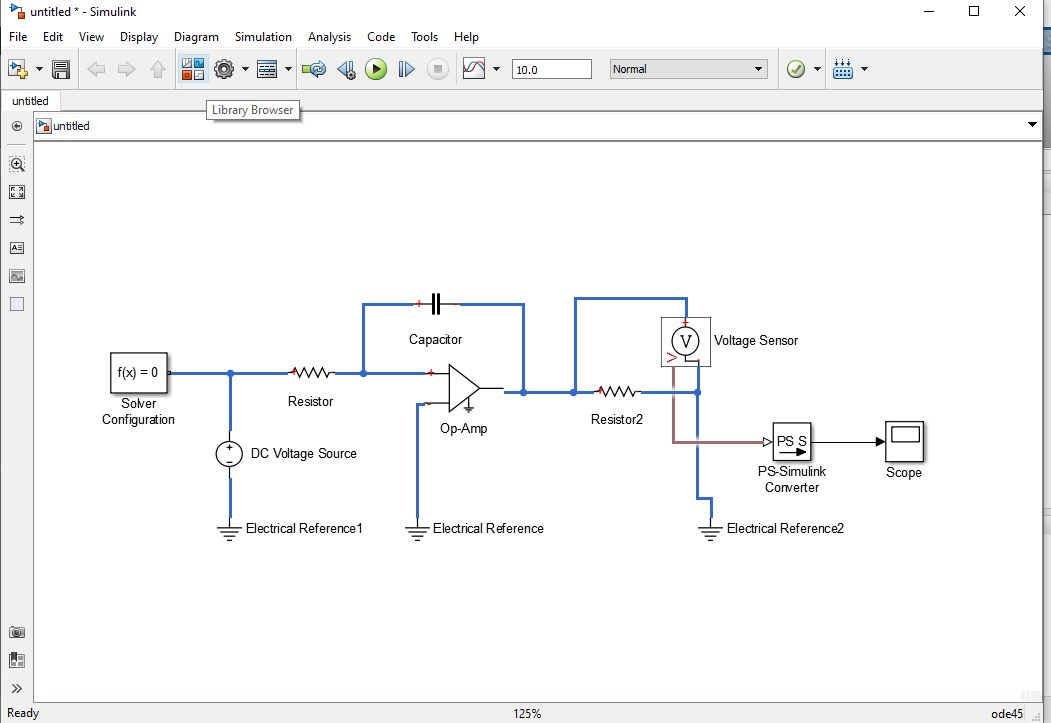 untitled * - Simulink
File Edit View Display Diagram Simulation Analysis Code Tools Help
10.0 Normal
untitled
Library Browser
untitled
Capacitor
Voltage Sensor
V
f(x) = 0
Solver
Configuration
Resistor
Op-Amp
Resistor2
DC Voltage Source
PS S
PS-Simulink
Converter
Scope
Electrical Reference1
Electrical Reference
Electrical Reference2
Ready 125% ode45